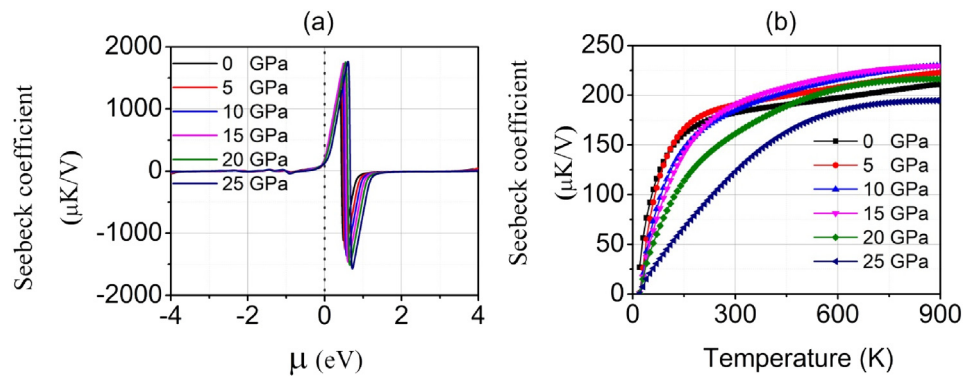 (a)
Seebeck coefficient
(μK/V)
2000
1000
0
-1000
-2000
0 GPa
5 GPa
10 GPa
15 GPa
20 GPa
25 GPa
-4 -2 0 2 4
μ (eV)
(b)
Seebeck coefficient
(μK/V)
250
200
150
100
50
0
0 GPa
5 GPa
10 GPa
15 GPa
20 GPa
25 GPa
0 300 600 900
Temperature (K)